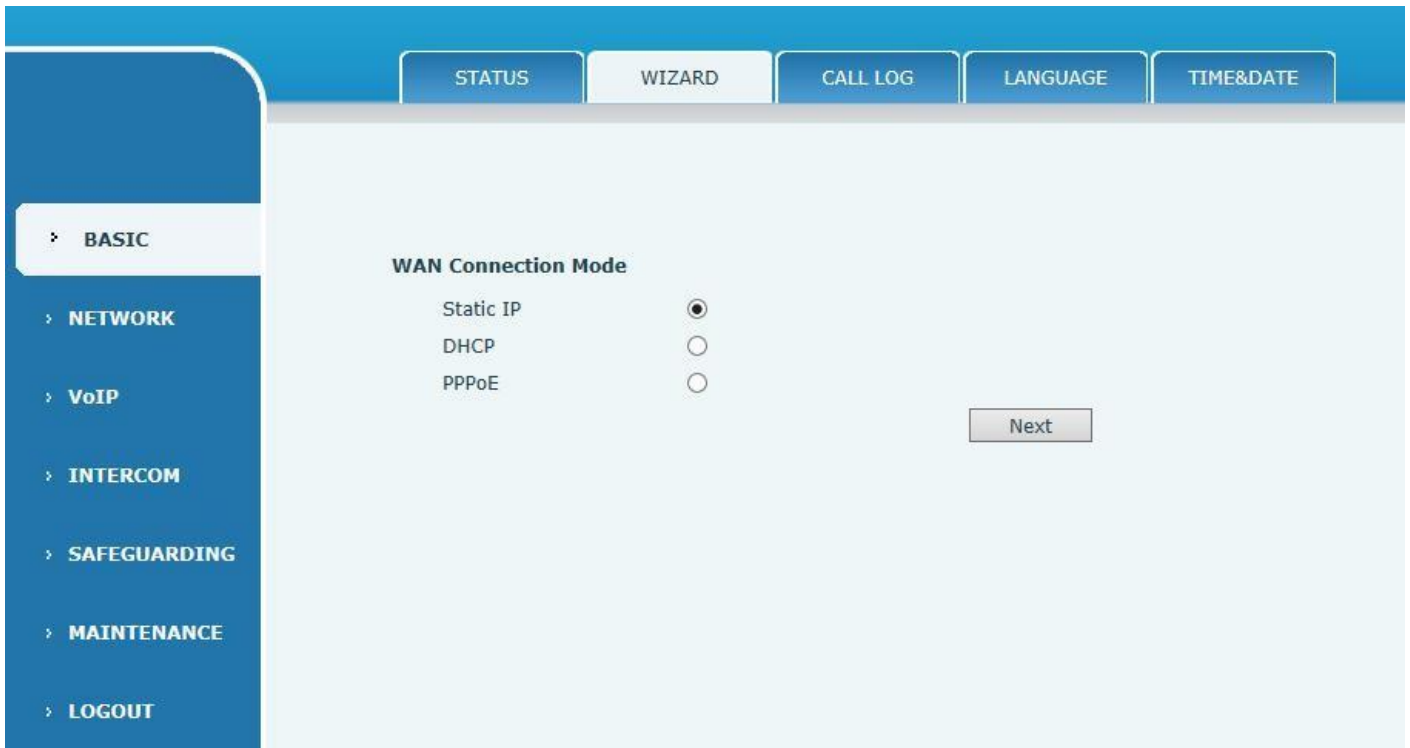 STATUS
WIZARD
CALL LOG
LANGUAGE
TIME&DATE
BASIC
NETWORK
VoIP
INTERCOM
SAFEGUARDING
MAINTENANCE
LOGOUT
WAN Connection Mode
Static IP
DHCP
PPPoE
Next